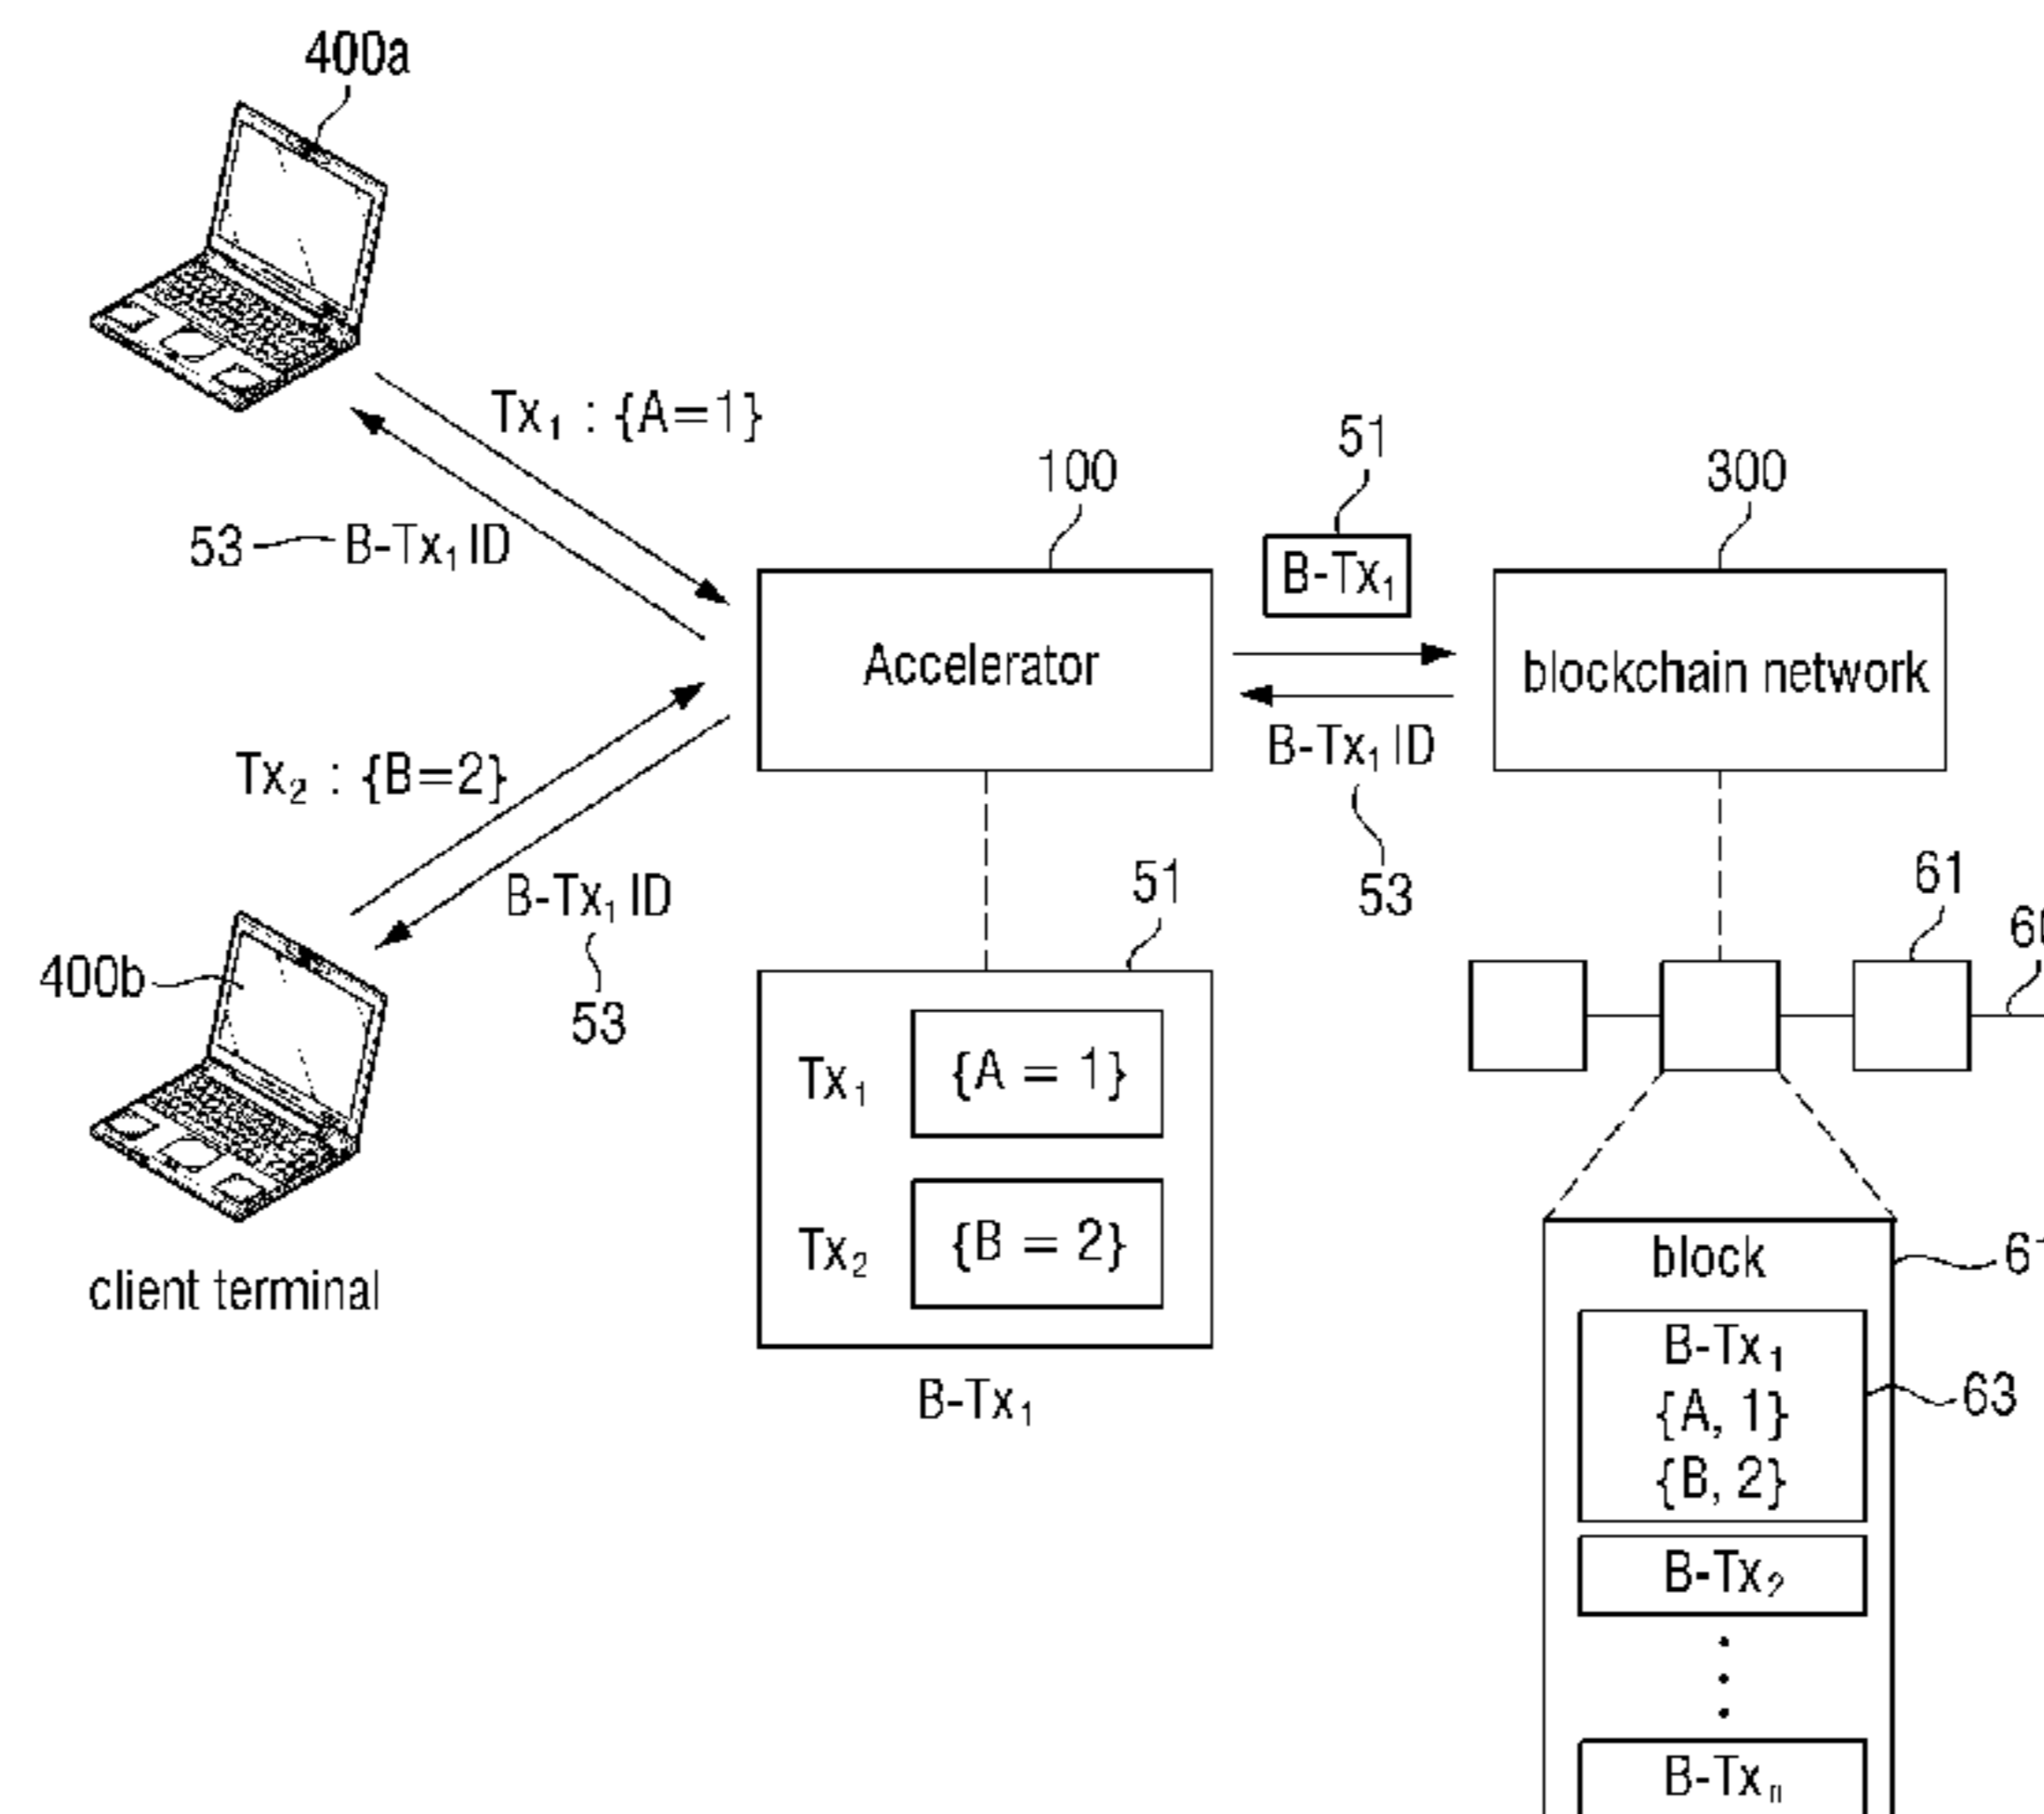 400a
Tx₁ : {A=1}
53
B-Tx₁ ID
100
51
B-Tx₁
300
Accelerator
blockchain network
B-Tx₁ ID
53
Tx₂ : {B=2}
B-Tx₁ ID
53
400b
client terminal
51
Tx₁
{A = 1}
Tx₂
{B = 2}
B-Tx₁
61
block
B-Tx₁
{A, 1}
{B, 2}
63
B-Tx₂
B-Txₙ